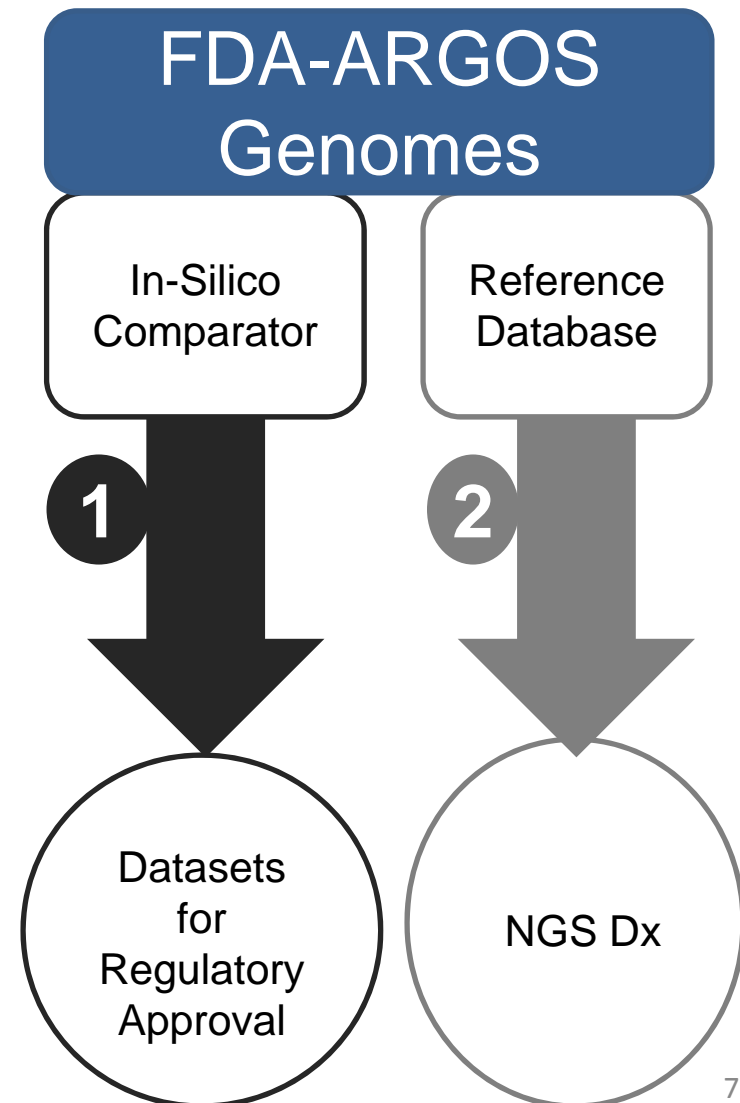 FDA-ARGOS
Genomes
In-Silico
Comparator
Reference
Database
1
2
Datasets
for
Regulatory
Approval
NGS Dx
7